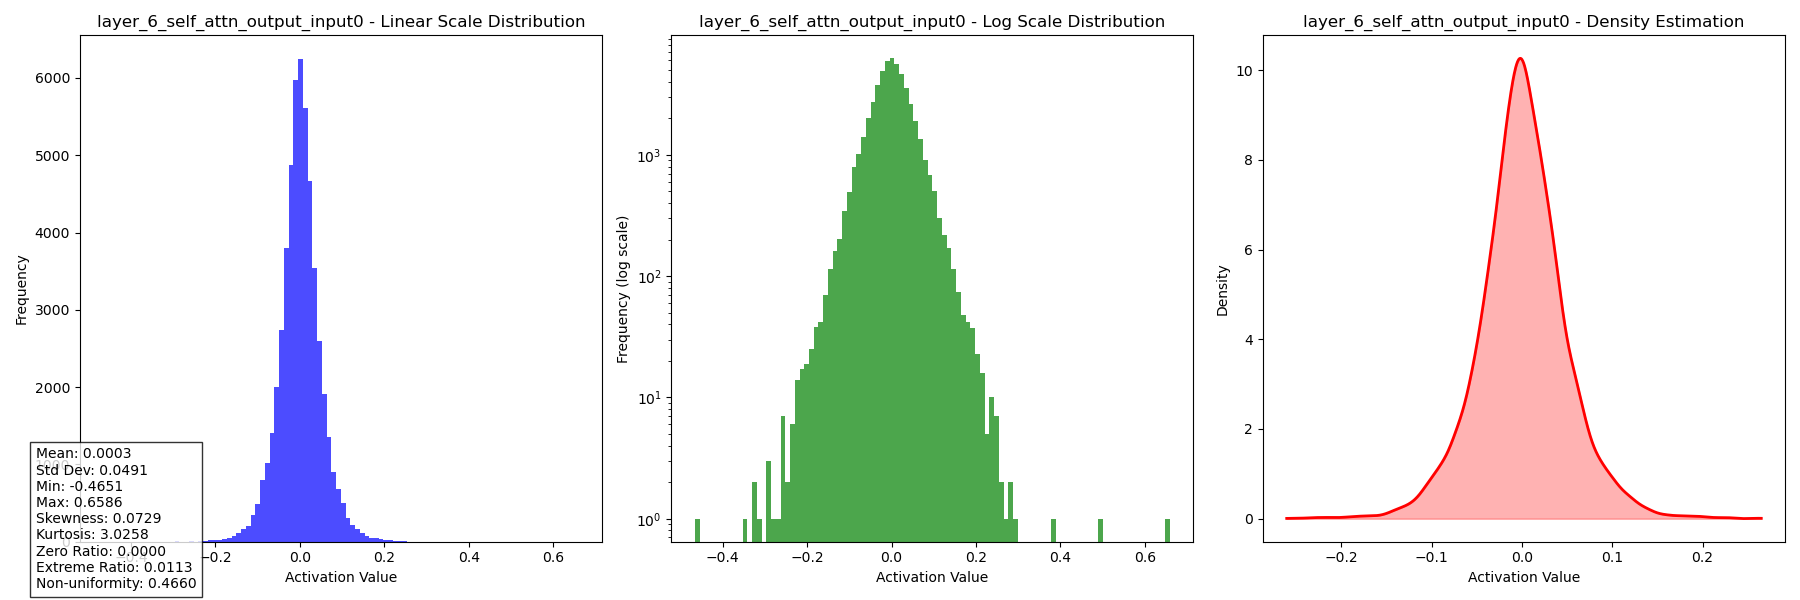 layer_6_self_attn_output_input0 - Linear Scale Distribution
6000
5000
4000
3000
2000
1000
0
Frequency
−0.4
−0.2
0.0
0.2
0.4
0.6
Activation Value
Mean: 0.0003
Std Dev: 0.0491
Min: -0.4651
Max: 0.6586
Skewness: 0.0729
Kurtosis: 3.0258
Zero Ratio: 0.0000
Extreme Ratio: 0.0113
Non-uniformity: 0.4660
layer_6_self_attn_output_input0 - Log Scale Distribution
10³
10²
10¹
10⁰
Frequency (log scale)
−0.4
−0.2
0.0
0.2
0.4
0.6
Activation Value
layer_6_self_attn_output_input0 - Density Estimation
10
8
6
4
2
0
Density
−0.2
−0.1
0.0
0.1
0.2
Activation Value